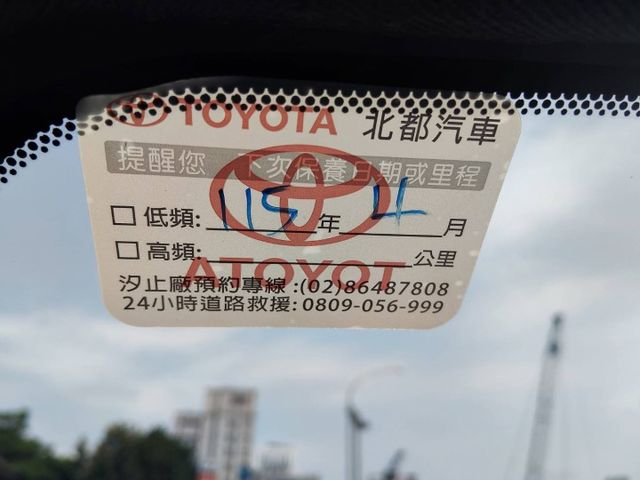 TOYOTA 北都汽車
提醒您 下次保養日期或里程
□ 低頻: 115 年 4 月
□ 高頻: 公里
TOYOTA
汐止廠預約專線:(02)86487808
24小時道路救援:0809-056-999